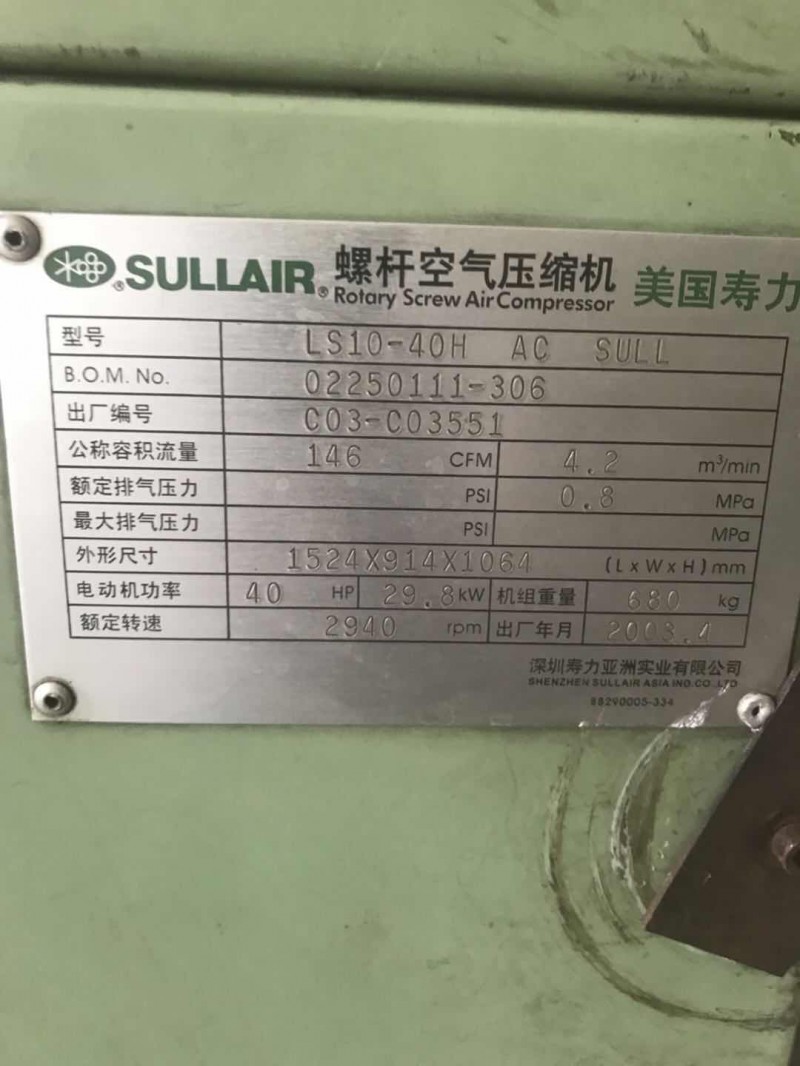 SULLAIR® 螺杆空气压缩机 美国寿力
Rotary Screw Air Compressor
型号 LS10-40H AC SULL
B.O.M. No. 02250111-306
出厂编号 C03-C03551
公称容积流量 146 CFM 4.2 m³/min
额定排气压力 PSI 0.8 MPa
最大排气压力 PSI MPa
外形尺寸 1524X914X1064 (L x W x H) mm
电动机功率 40 HP 29.8 kW 机组重量 680 kg
额定转速 2940 rpm 出厂年月 2003.4
深圳寿力亚洲实业有限公司
SHENZHEN SULLAIR ASIA IND.CO.,LTD
88290005-334